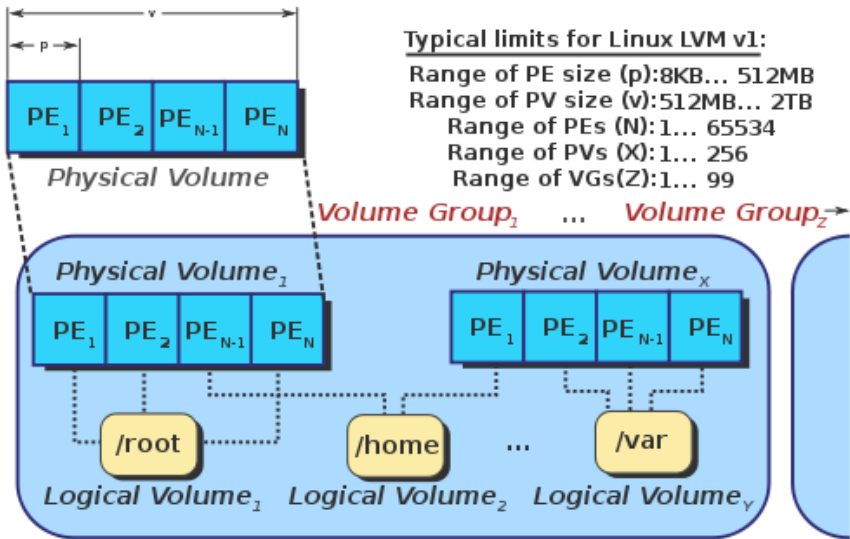 v
p
PE1 PE2 PEN-1 PEN
Physical Volume
Typical limits for Linux LVM v1:
Range of PE size (p):8KB... 512MB
Range of PV size (v):512MB... 2TB
Range of PEs (N):1... 65534
Range of PVs (X):1... 256
Range of VGs(Z):1... 99
Volume Group1 ... Volume GroupZ
Physical Volume1 Physical VolumeX
PE1 PE2 PEN-1 PEN PE1 PE2 PEN-1 PEN
/root /home ... /var
Logical Volume1 Logical Volume2 Logical VolumeY